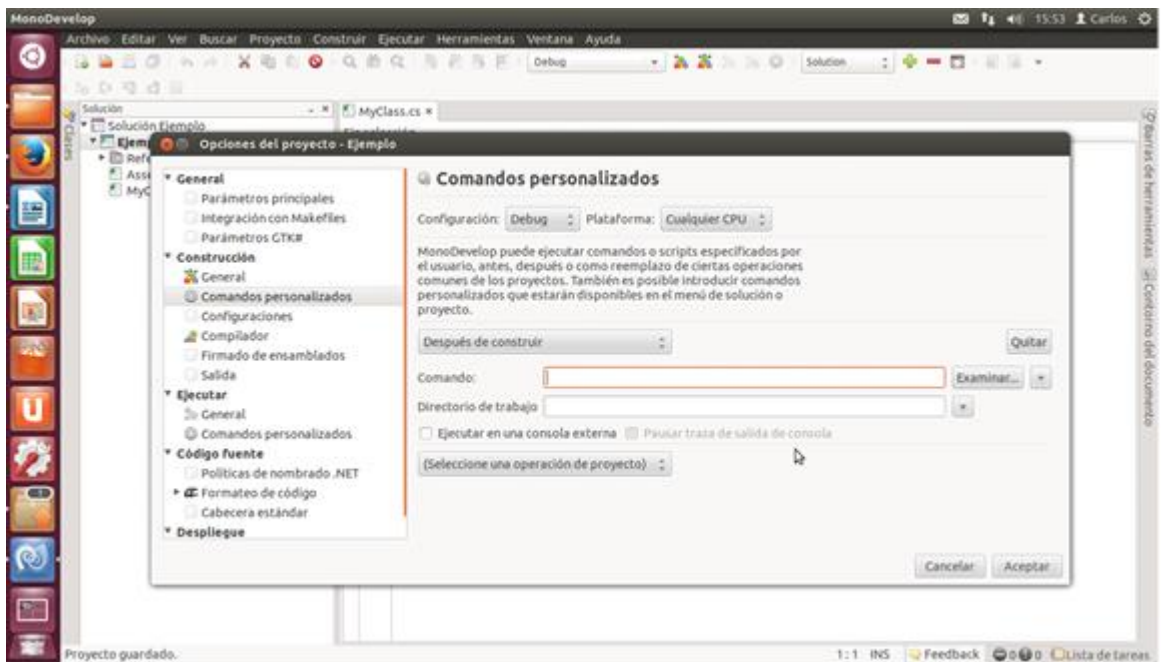 MonoDevelop
15:53 Carlos
Archivo Editar Ver Buscar Proyecto Construir Ejecutar Herramientas Ventana Ayuda
Debug
Solution
Solución
MyClass.cs
Solución Ejemplo
Clases
Opciones del proyecto - Ejemplo
General
Parámetros principales
Integración con Makefiles
Parámetros GTK#
Construcción
General
Comandos personalizados
Configuraciones
Compilador
Firmado de ensamblados
Salida
Ejecutar
General
Comandos personalizados
Código fuente
Políticas de nombrado .NET
Formateo de código
Cabecera estándar
Despliegue
Comandos personalizados
Configuración: Debug Plataforma: Cualquier CPU
MonoDevelop puede ejecutar comandos o scripts especificados por
el usuario, antes, después o como reemplazo de ciertas operaciones
comunes de los proyectos. También es posible introducir comandos
personalizados que estarán disponibles en el menú de solución o
proyecto.
Después de construir
Quitar
Comando:
Examinar...
Directorio de trabajo
Ejecutar en una consola externa Pausar traza de salida de consola
(Seleccione una operación de proyecto)
Cancelar Aceptar
Barras de herramientas
Contorno del documento
Proyecto guardado.
1:1 INS Feedback 0 0 Lista de tareas